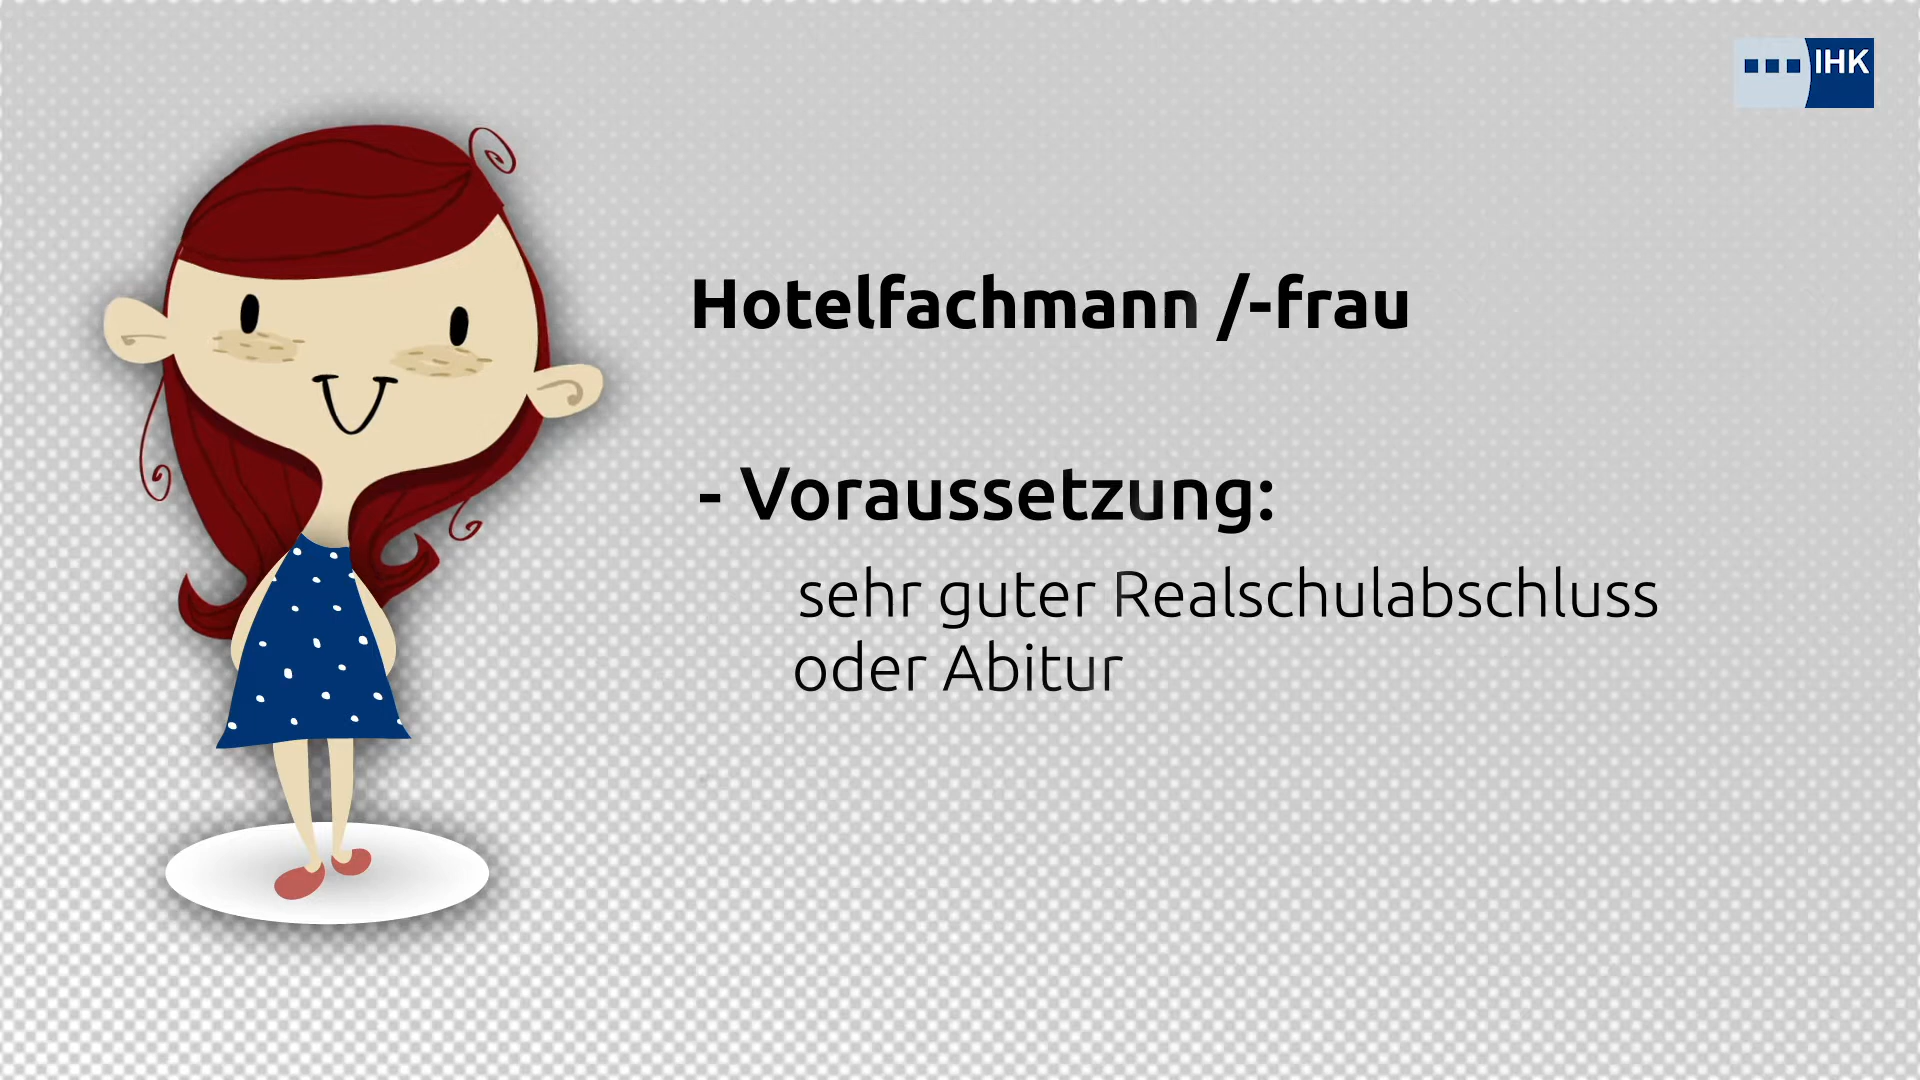 IHK
Hotelfachmann /-frau
- Voraussetzung:
sehr guter Realschulabschluss
oder Abitur